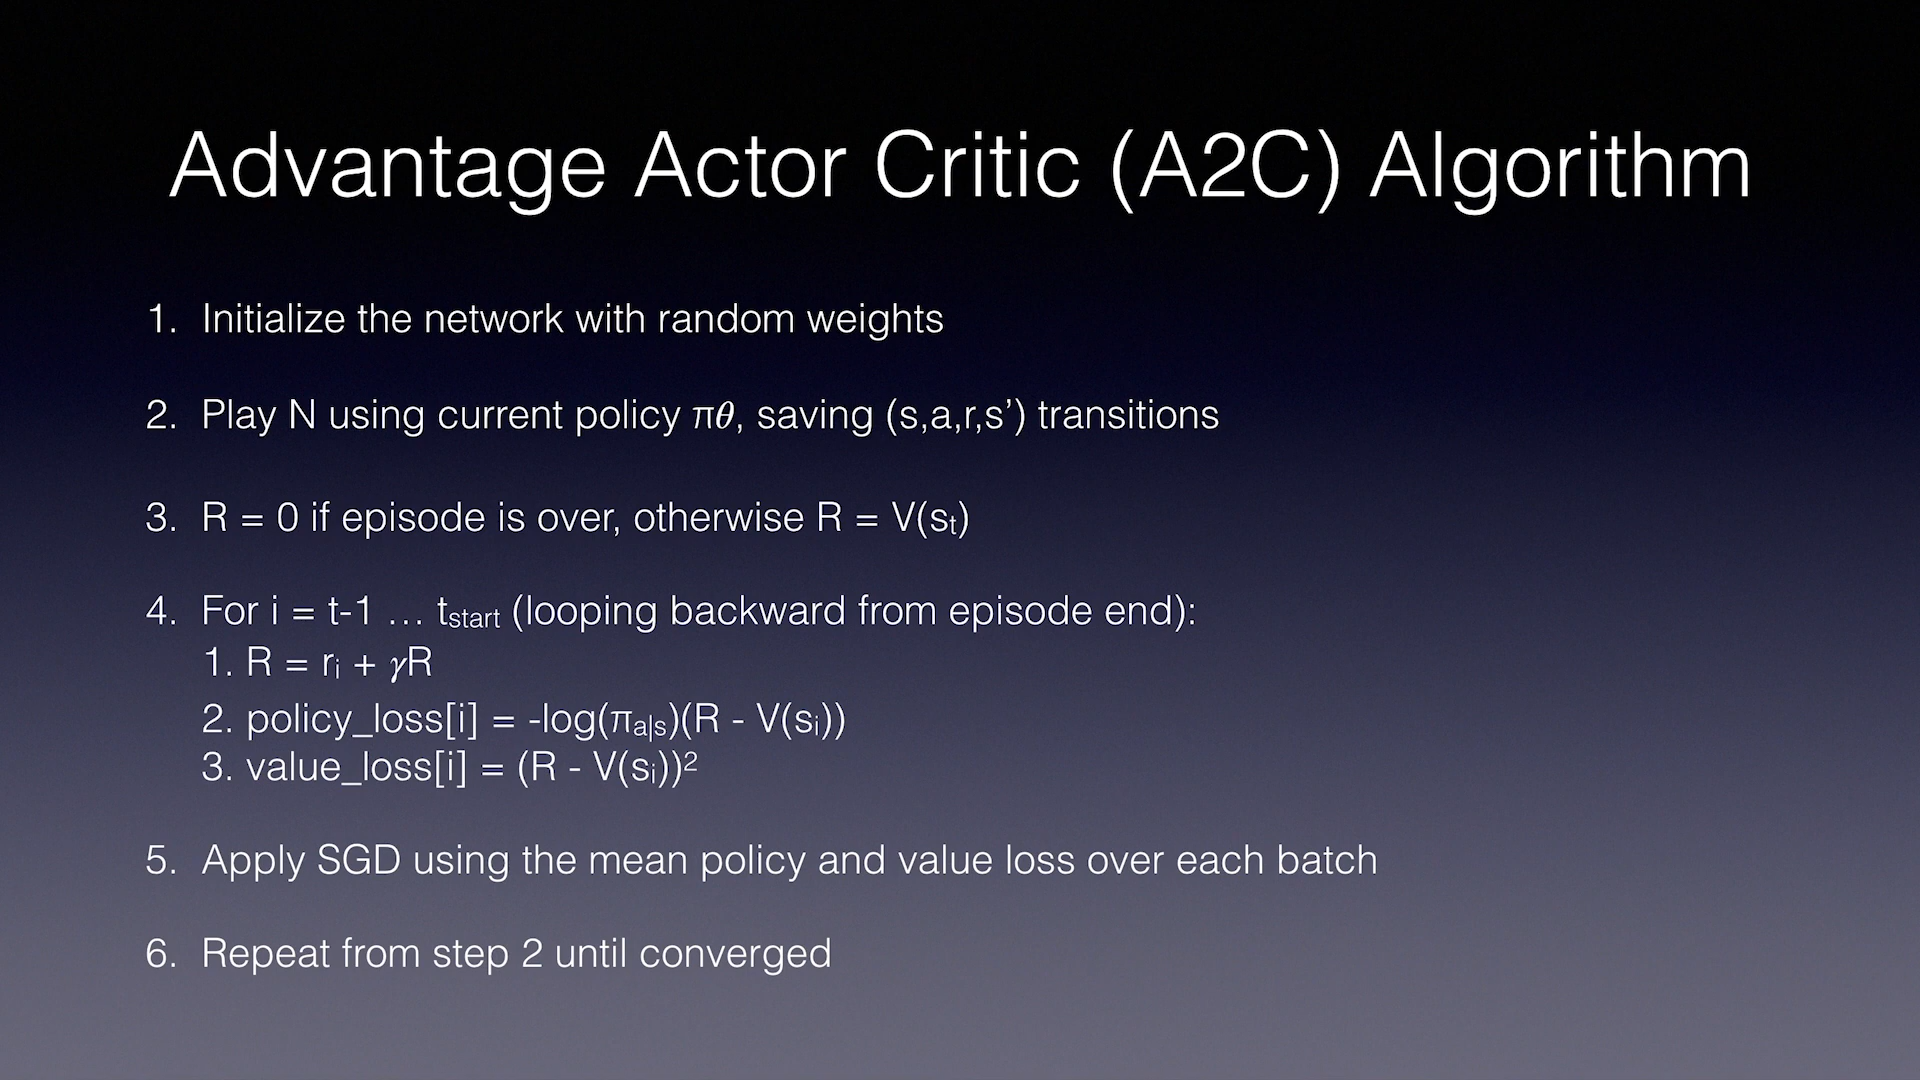 Advantage Actor Critic (A2C) Algorithm
1. Initialize the network with random weights
2. Play N using current policy πθ, saving (s,a,r,s’) transitions
3. R = 0 if episode is over, otherwise R = V(sₜ)
4. For i = t-1 … tstart (looping backward from episode end):
1. R = rᵢ + γR
2. policy_loss[i] = -log(πa|s)(R - V(sᵢ))
3. value_loss[i] = (R - V(sᵢ))²
5. Apply SGD using the mean policy and value loss over each batch
6. Repeat from step 2 until converged